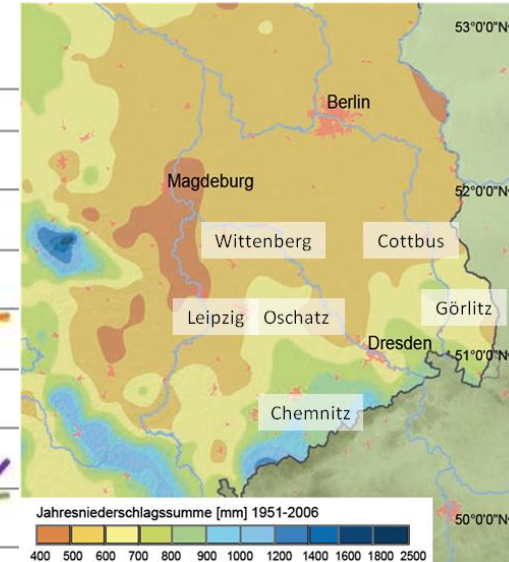 53°0'0"N
Berlin
Magdeburg
52°0'0"N
Wittenberg
Cottbus
Görlitz
Leipzig
Oschatz
Dresden
51°0'0"N
Chemnitz
Jahresniederschlagssumme [mm] 1951-2006
50°0'0"N
400 500 600 700 800 900 1000 1200 1400 1600 1800 2500